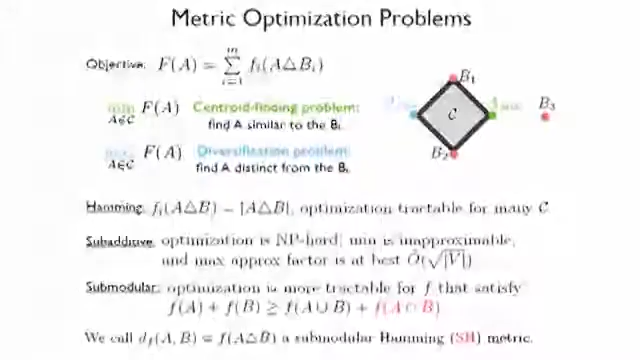 Metric Optimization Problems
Objective: F(A) = ∑_{i=1}^{m} f_i(A△B_i)
min_{A∈C} F(A) Centroid-finding problem:
find A similar to the B_i.
max_{A∈C} F(A) Diversification problem:
find A distinct from the B_i.
B_1
B_3
C
B_2
Hamming: f_i(A△B) = |A△B|, optimization tractable for many C
Subadditive: optimization is NP-hard; min is inapproximable,
and max approx factor is at best Õ(√|V|)
Submodular: optimization is more tractable for f that satisfy
f(A) + f(B) ≥ f(A ∪ B) + f(A ∩ B)
We call d_f(A, B) = f(A△B) a submodular Hamming (SH) metric.